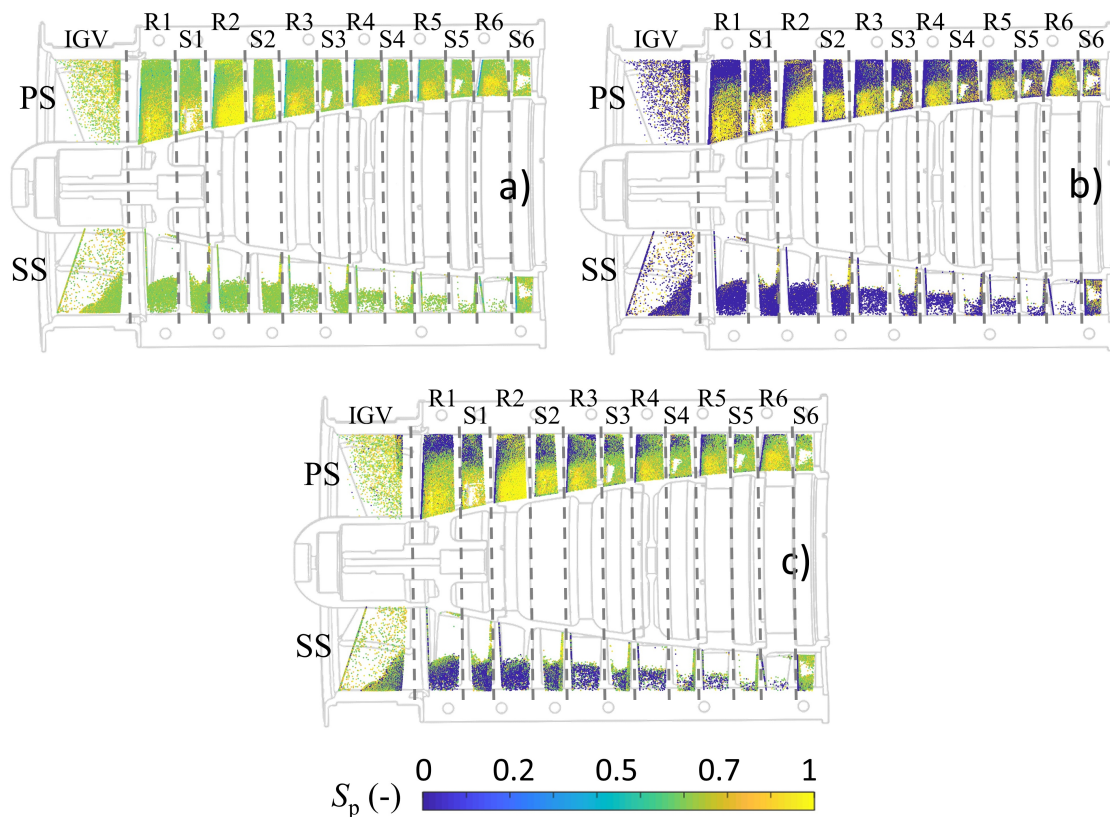 R1 R2 R3 R4 R5 R6
IGV S1 S2 S3 S4 S5 S6
PS
a)
SS
R1 R2 R3 R4 R5 R6
IGV S1 S2 S3 S4 S5 S6
PS
b)
SS
R1 R2 R3 R4 R5 R6
IGV S1 S2 S3 S4 S5 S6
PS
c)
SS
0 0.2 0.5 0.7 1
Sp (-)